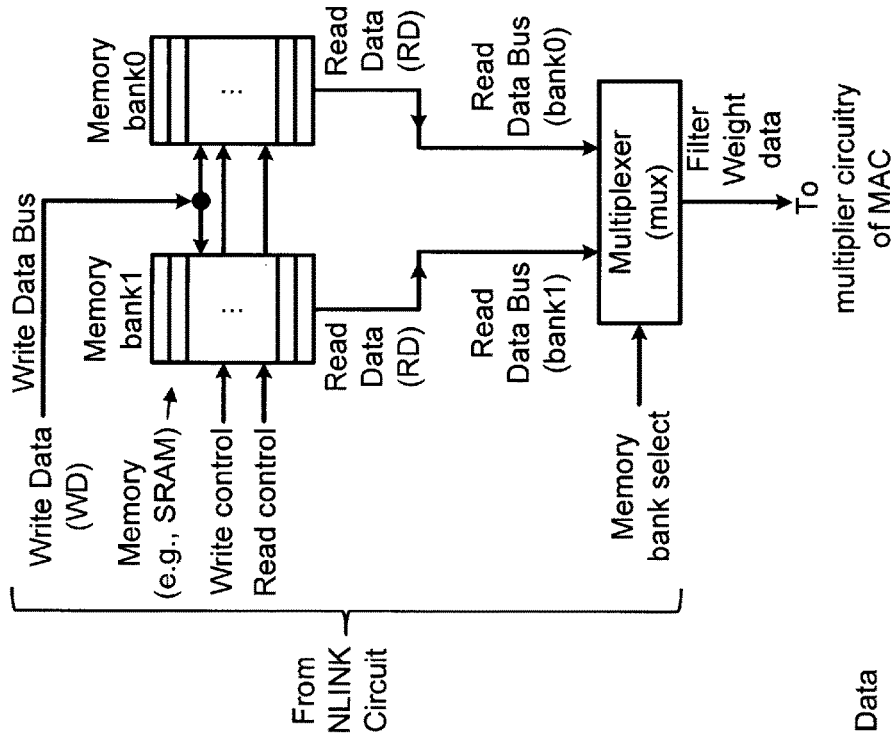 Write Data Bus
Write Data
(WD)
Memory
(e.g., SRAM)
Write control
Read control
Memory
bank1
...
Memory
bank0
...
Read
Data
(RD)
Read
Data
(RD)
Read
Data Bus
(bank1)
Read
Data Bus
(bank0)
Memory
bank select
Multiplexer
(mux)
Filter
Weight
data
To
multiplier circuitry
of MAC
From
NLINK
Circuit
Data